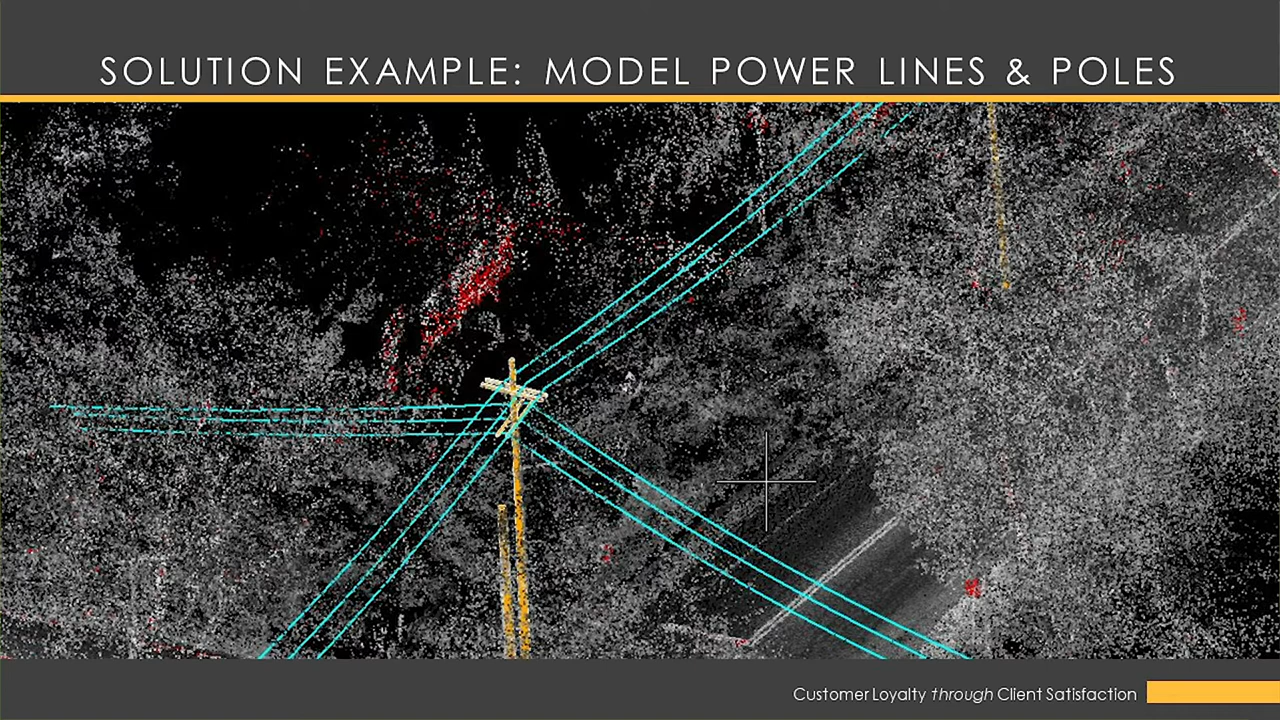 SOLUTION EXAMPLE: MODEL POWER LINES & POLES
Customer Loyalty through Client Satisfaction